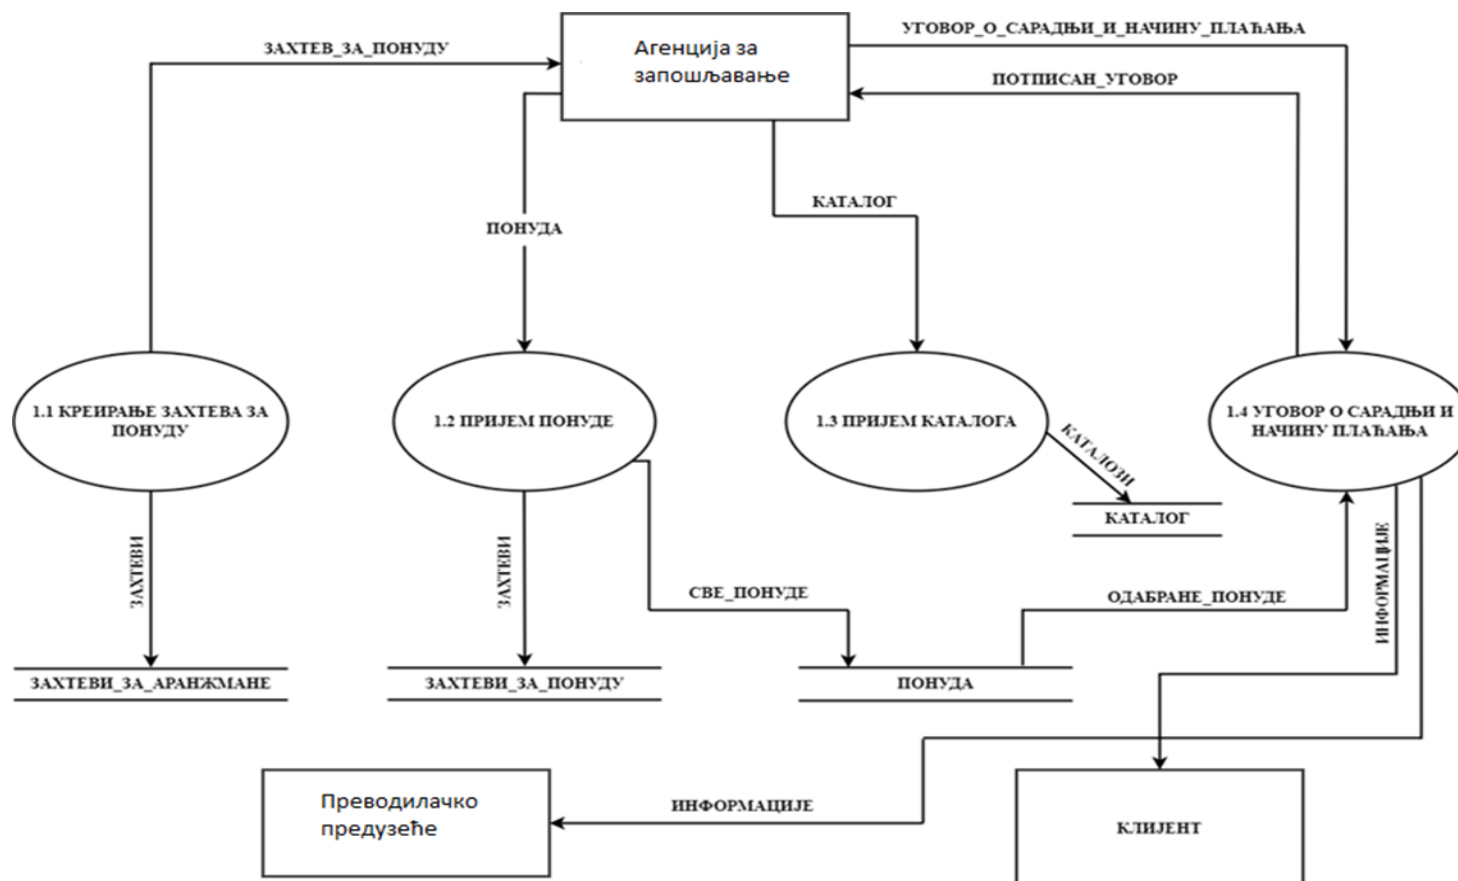 ЗАХТЕВ_ЗА_ПОНУДУ
Агенција за
запошљавање
УГОВОР_О_САРАДЊИ_И_НАЧИНУ_ПЛАЋАЊА
ПОТПИСАН_УГОВОР
КАТАЛОГ
ПОНУДА
1.1 КРЕИРАЊЕ ЗАХТЕВА ЗА
ПОНУДУ
1.2 ПРИЈЕМ ПОНУДЕ
1.3 ПРИЈЕМ КАТАЛОГА
1.4 УГОВОР О САРАДЊИ И
НАЧИНУ ПЛАЋАЊА
КАТАЛОЗИ
КАТАЛОГ
ЗАХТЕВИ
ЗАХТЕВИ
СВЕ_ПОНУДЕ
ОДАБРАНЕ_ПОНУДЕ
ИНФОРМАЦИЈЕ
ЗАХТЕВИ_ЗА_АРАНЖМАНЕ
ЗАХТЕВИ_ЗА_ПОНУДУ
ПОНУДА
Преводилачко
предузеће
ИНФОРМАЦИЈЕ
КЛИЈЕНТ